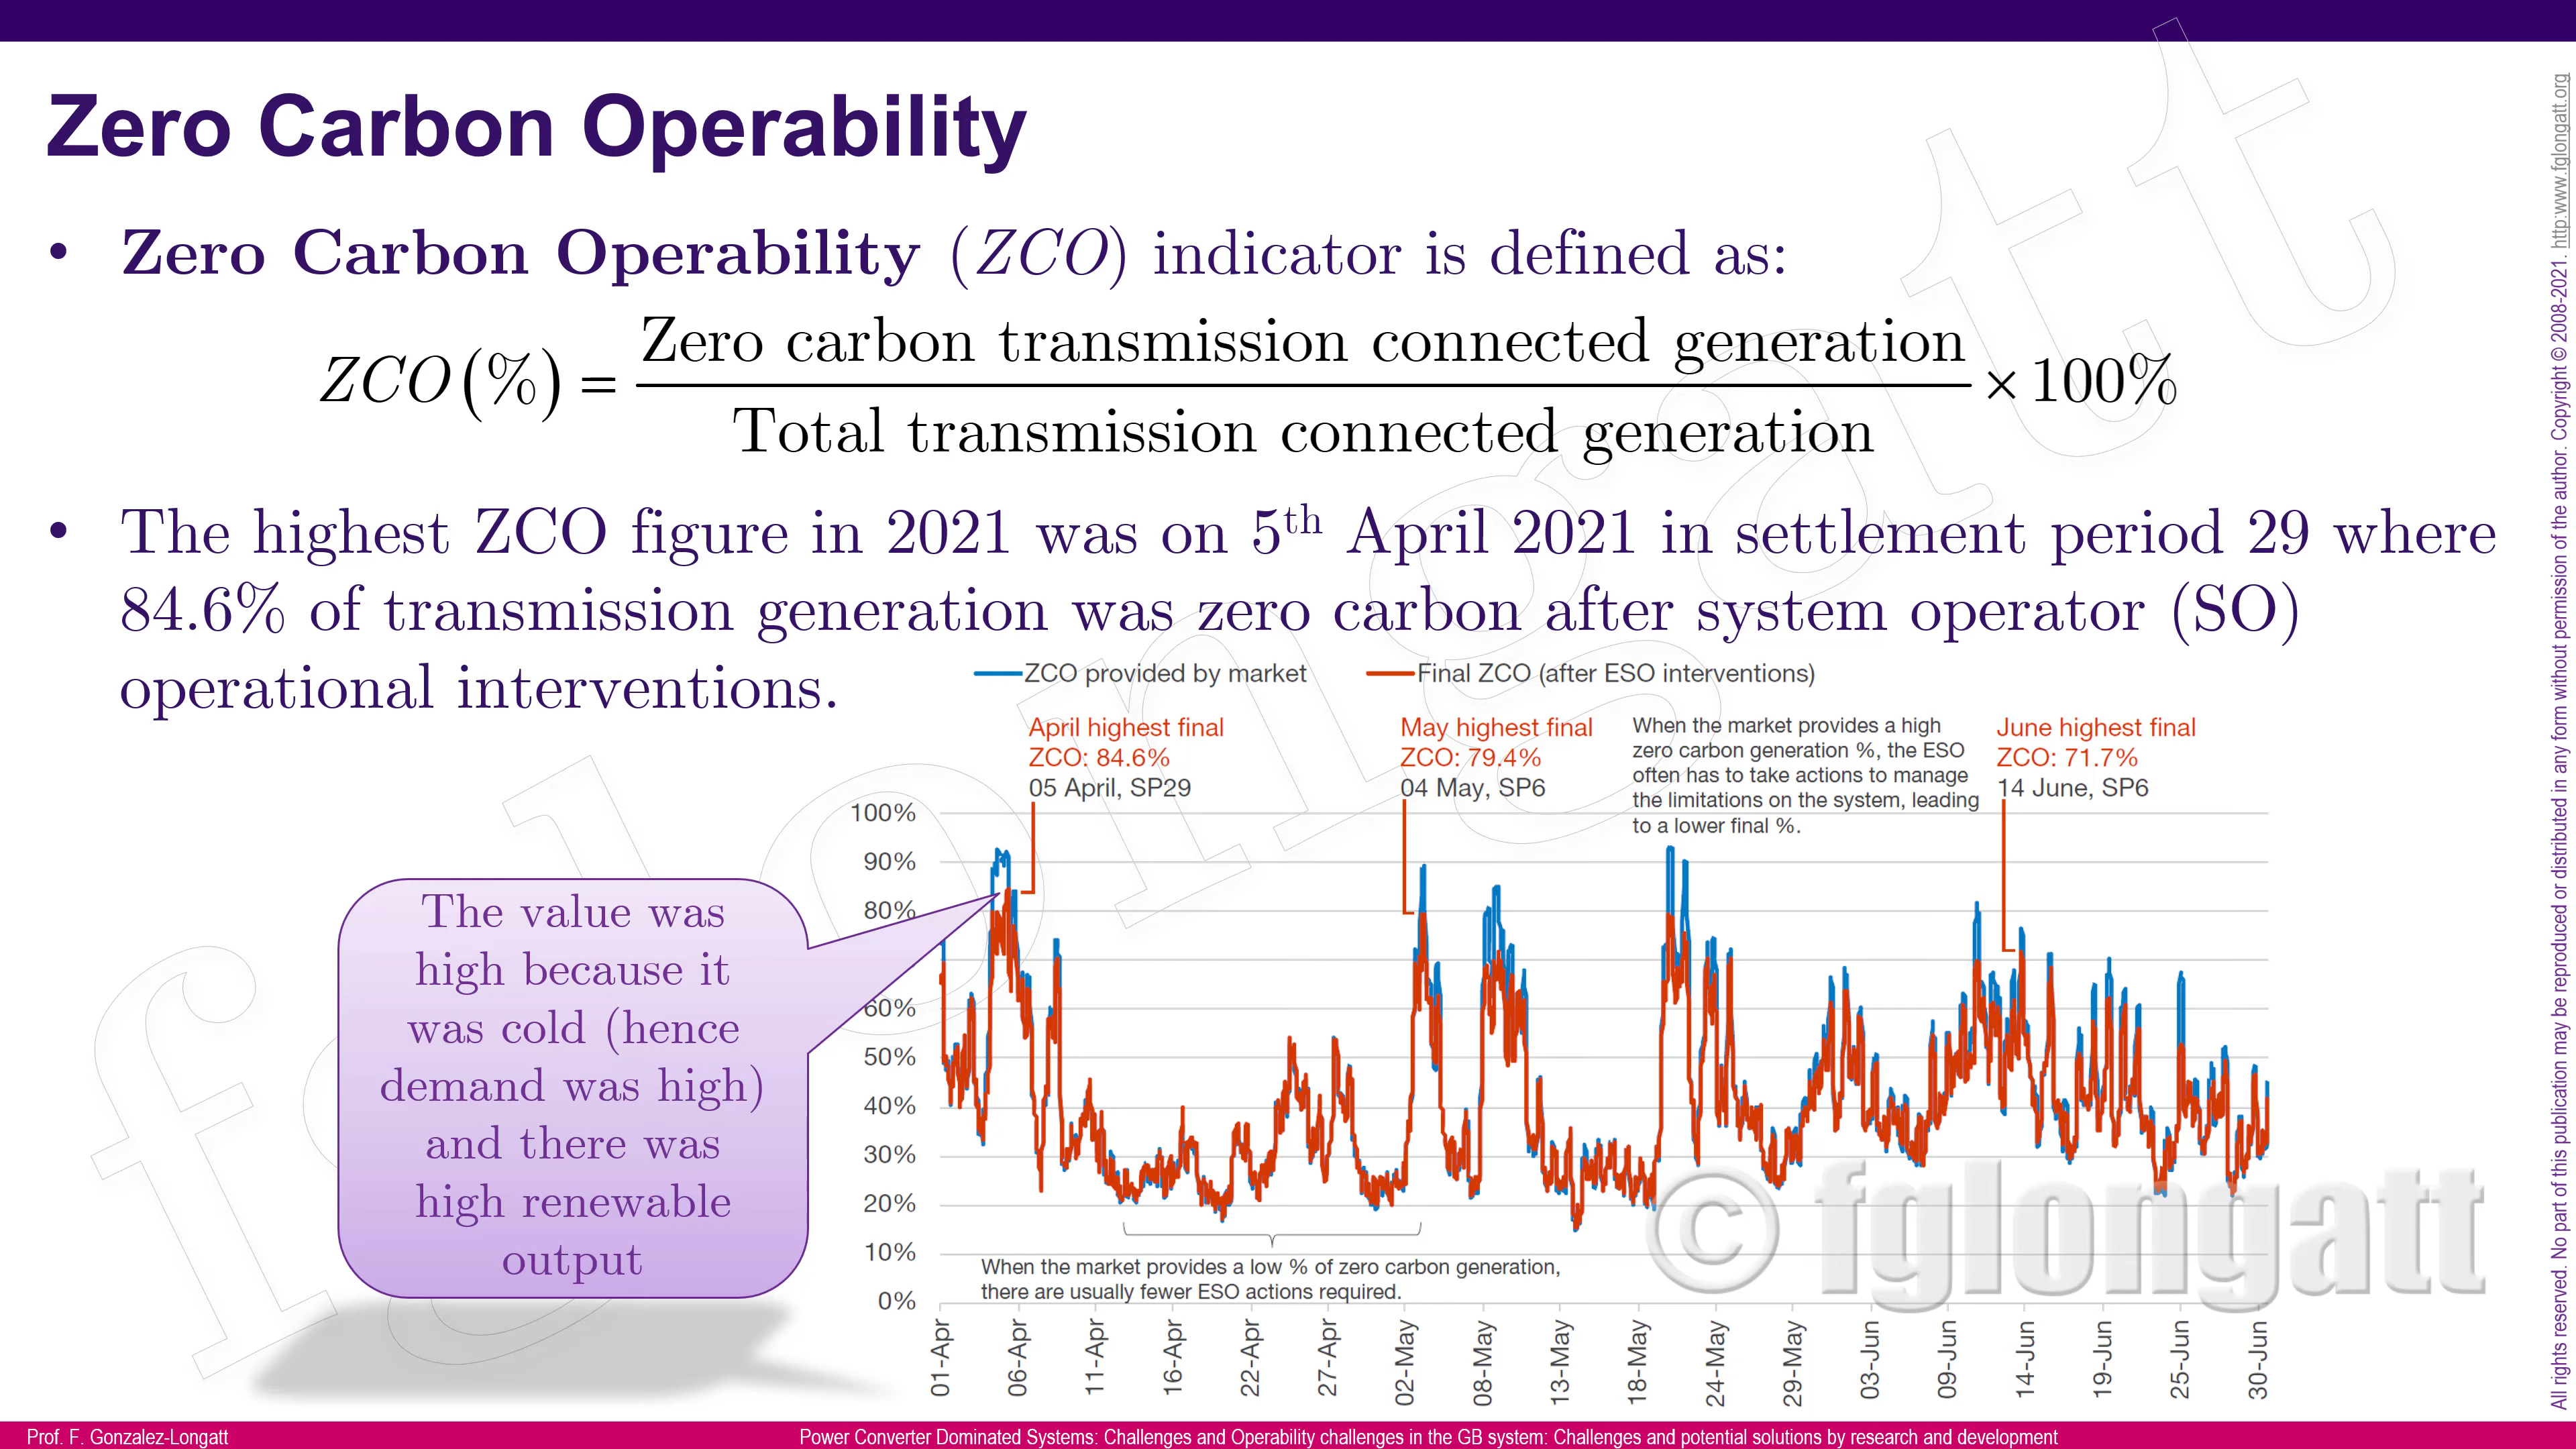 Zero Carbon Operability
• Zero Carbon Operability (ZCO) indicator is defined as:
ZCO(%) = Zero carbon transmission connected generation / Total transmission connected generation × 100%
• The highest ZCO figure in 2021 was on 5th April 2021 in settlement period 29 where
84.6% of transmission generation was zero carbon after system operator (SO)
operational interventions.
ZCO provided by market
Final ZCO (after ESO interventions)
April highest final
ZCO: 84.6%
05 April, SP29
May highest final
ZCO: 79.4%
04 May, SP6
When the market provides a high
zero carbon generation %, the ESO
often has to take actions to manage
the limitations on the system, leading
to a lower final %.
June highest final
ZCO: 71.7%
14 June, SP6
100%
90%
80%
60%
50%
40%
30%
20%
10%
0%
The value was
high because it
was cold (hence
demand was high)
and there was
high renewable
output
When the market provides a low % of zero carbon generation,
there are usually fewer ESO actions required.
01-Apr
06-Apr
11-Apr
16-Apr
22-Apr
27-Apr
02-May
08-May
13-May
18-May
24-May
29-May
03-Jun
09-Jun
14-Jun
19-Jun
25-Jun
30-Jun
fglongatt
© fglongatt
All rights reserved. No part of this publication may be reproduced or distributed in any form without permission of the author. Copyright © 2008-2021. http:www.fglongatt.org
Prof. F. Gonzalez-Longatt
Power Converter Dominated Systems: Challenges and Operability challenges in the GB system: Challenges and potential solutions by research and development